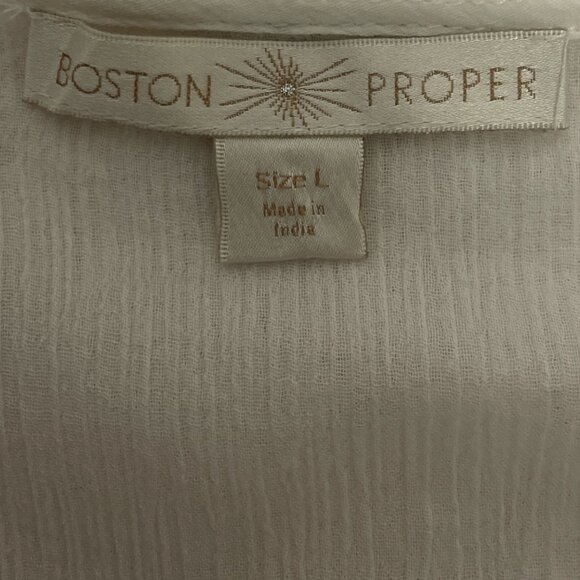 BOSTON PROPER
Size L
Made in
India